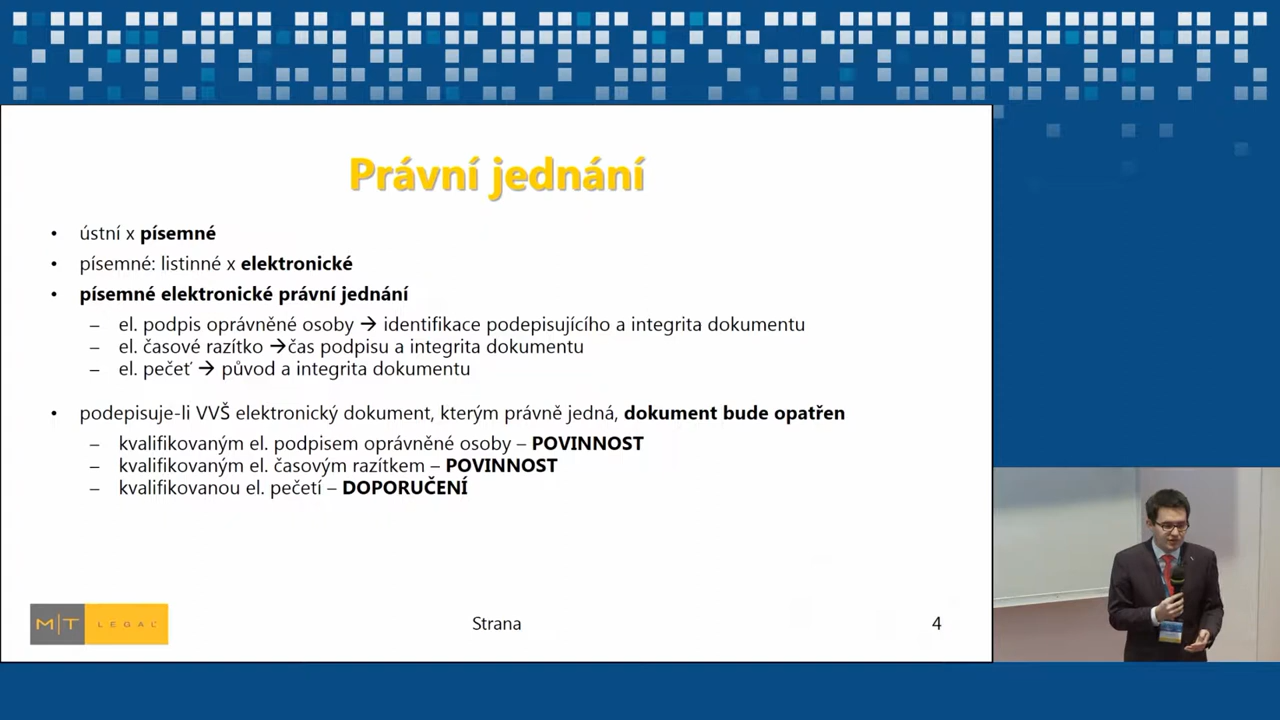 Právní jednání
• ústní x písemné
• písemné: listinné x elektronické
• písemné elektronické právní jednání
– el. podpis oprávněné osoby → identifikace podepisujícího a integrita dokumentu
– el. časové razítko →čas podpisu a integrita dokumentu
– el. pečeť → původ a integrita dokumentu
• podepisuje-li VVŠ elektronický dokument, kterým právně jedná, dokument bude opatřen
– kvalifikovaným el. podpisem oprávněné osoby – POVINNOST
– kvalifikovaným el. časovým razítkem – POVINNOST
– kvalifikovanou el. pečetí – DOPORUČENÍ
M|T LEGAL
Strana
4